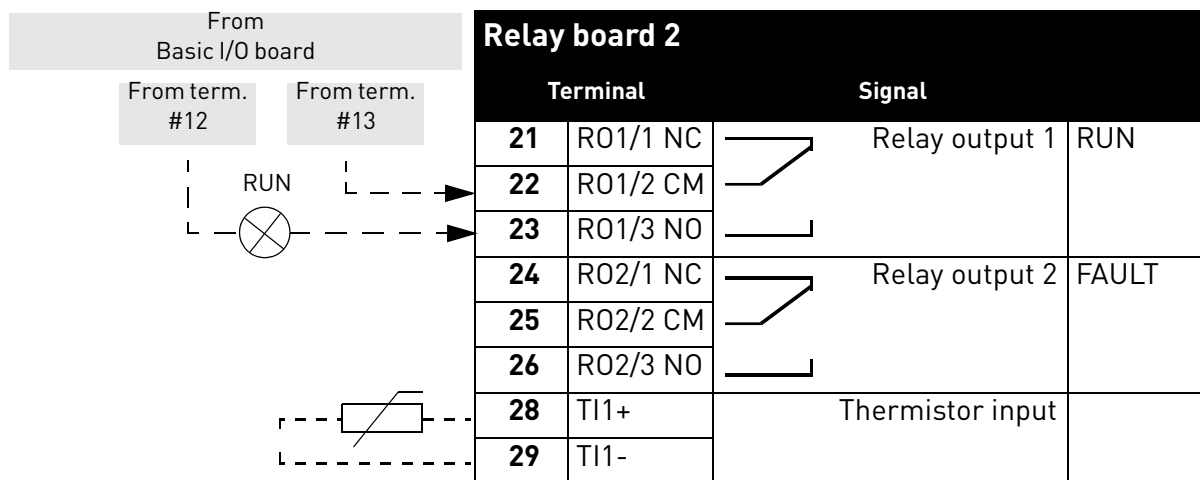 From
Basic I/O board
Relay board 2
From term.
#12
From term.
#13
Terminal Signal
21 RO1/1 NC Relay output 1 RUN
22 RO1/2 CM
RUN
23 RO1/3 NO
24 RO2/1 NC Relay output 2 FAULT
25 RO2/2 CM
26 RO2/3 NO
28 TI1+ Thermistor input
29 TI1-